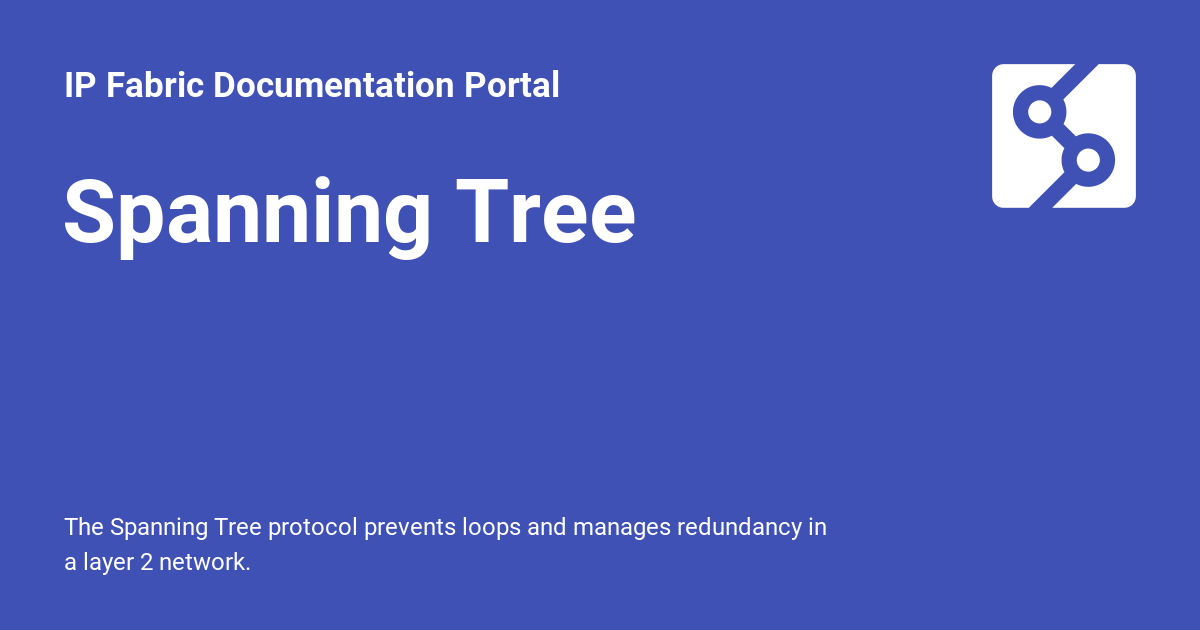 IP Fabric Documentation Portal
Spanning Tree
The Spanning Tree protocol prevents loops and manages redundancy in
a layer 2 network.